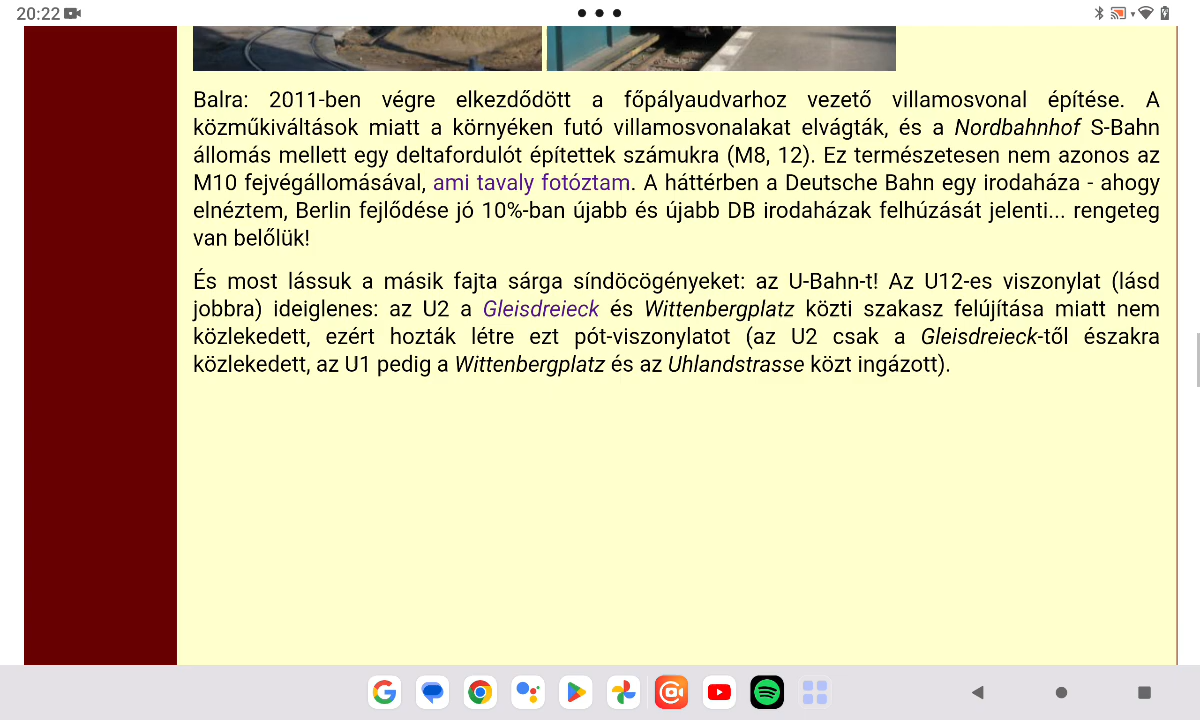 20:22
Balra: 2011-ben végre elkezdődött a főpályaudvarhoz vezető villamosvonal építése. A
közműkiváltások miatt a környéken futó villamosvonalakat elvágták, és a Nordbahnhof S-Bahn
állomás mellett egy deltafordulót építettek számukra (M8, 12). Ez természetesen nem azonos az
M10 fejvégállomásával, ami tavaly fotóztam. A háttérben a Deutsche Bahn egy irodaháza - ahogy
elnéztem, Berlin fejlődése jó 10%-ban újabb és újabb DB irodaházak felhúzását jelenti... rengeteg
van belőlük!
És most lássuk a másik fajta sárga síndöcögényeket: az U-Bahn-t! Az U12-es viszonylat (lásd
jobbra) ideiglenes: az U2 a Gleisdreieck és Wittenbergplatz közti szakasz felújítása miatt nem
közlekedett, ezért hozták létre ezt pót-viszonylatot (az U2 csak a Gleisdreieck-től északra
közlekedett, az U1 pedig a Wittenbergplatz és az Uhlandstrasse közt ingázott).